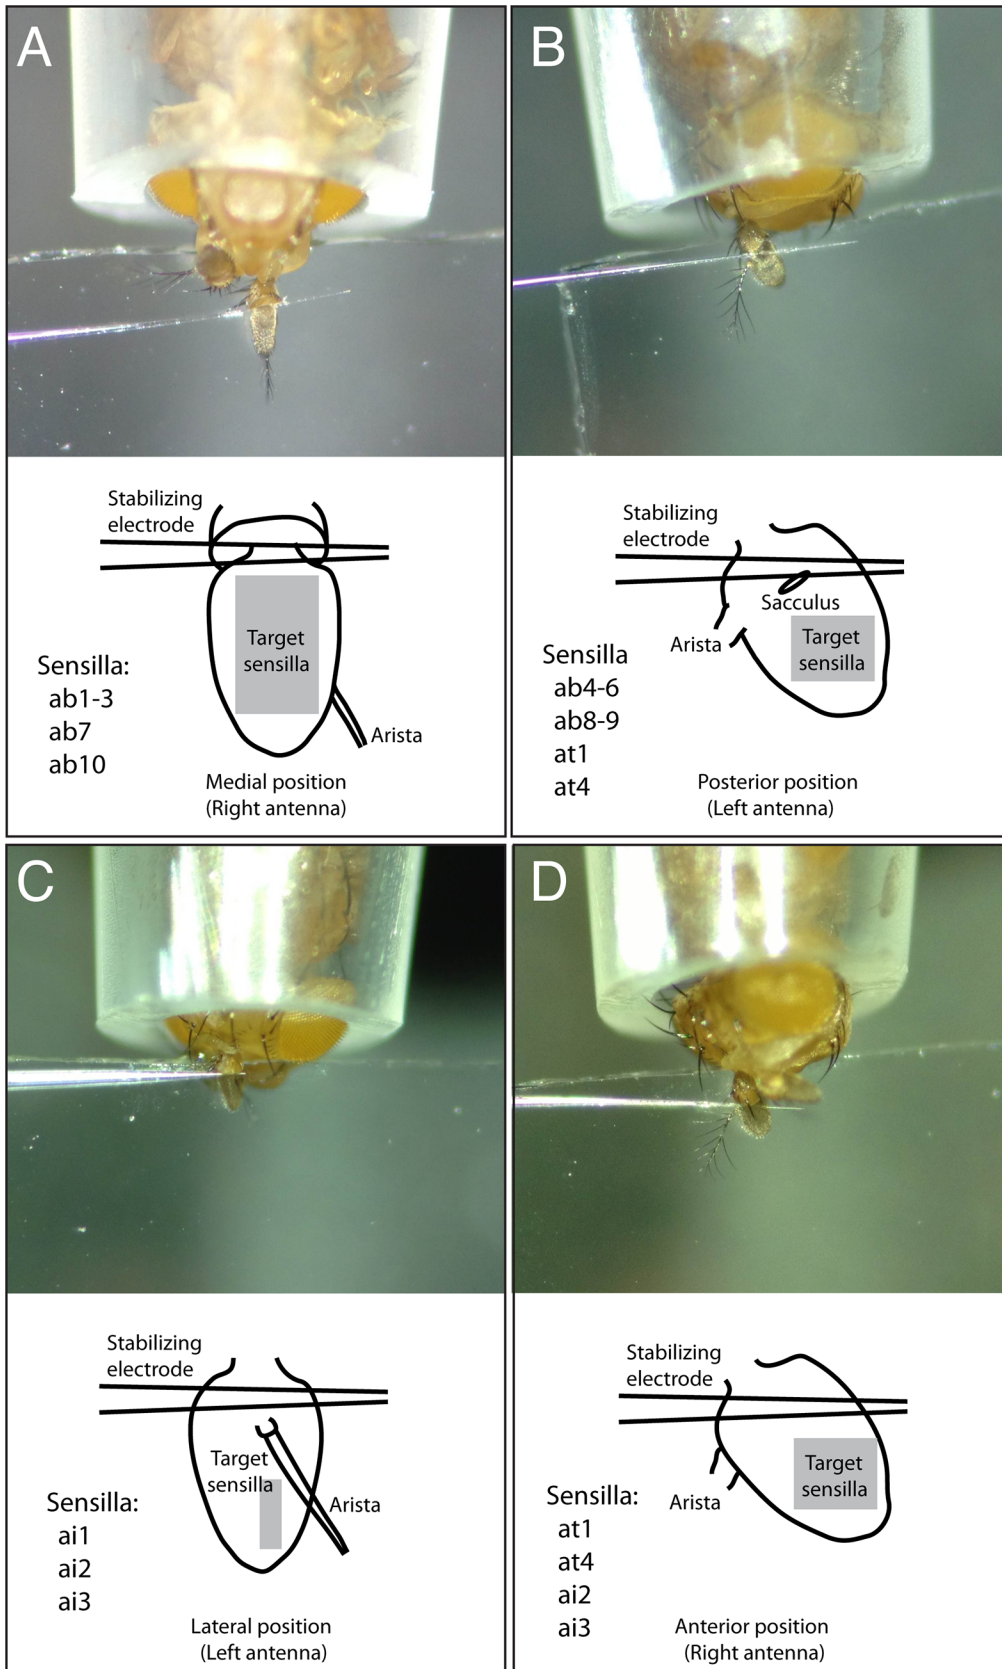 A
Stabilizing
electrode
Target
sensilla
Sensilla:
ab1-3
ab7
ab10
Arista
Medial position
(Right antenna)
B
Stabilizing
electrode
Sacculus
Arista
Target
sensilla
Sensilla
ab4-6
ab8-9
at1
at4
Posterior position
(Left antenna)
C
Stabilizing
electrode
Target
sensilla
Arista
Sensilla:
ai1
ai2
ai3
Lateral position
(Left antenna)
D
Stabilizing
electrode
Target
sensilla
Arista
Sensilla:
at1
at4
ai2
ai3
Anterior position
(Right antenna)